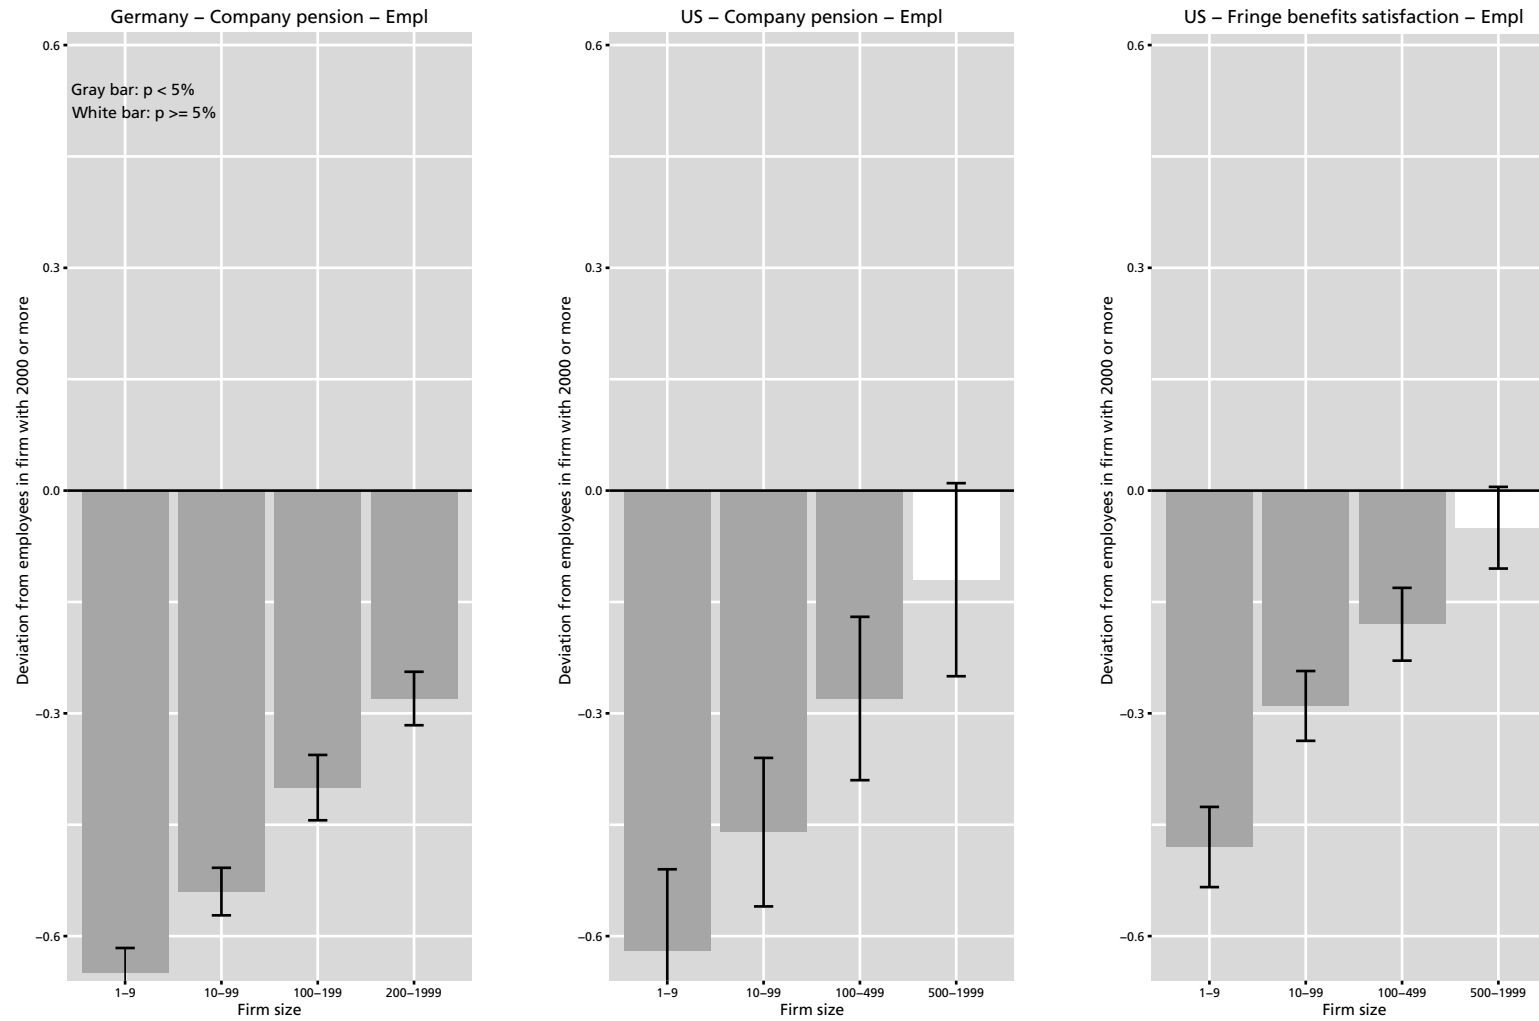 Germany – Company pension – Empl
0.6
Gray bar: p < 5%
White bar: p >= 5%
0.3
0.0
–0.3
–0.6
Deviation from employees in firm with 2000 or more
1–9 10–99 100–199 200–1999
Firm size
US – Company pension – Empl
0.6
0.3
0.0
–0.3
–0.6
Deviation from employees in firm with 2000 or more
1–9 10–99 100–499 500–1999
Firm size
US – Fringe benefits satisfaction – Empl
0.6
0.3
0.0
–0.3
–0.6
Deviation from employees in firm with 2000 or more
1–9 10–99 100–499 500–1999
Firm size